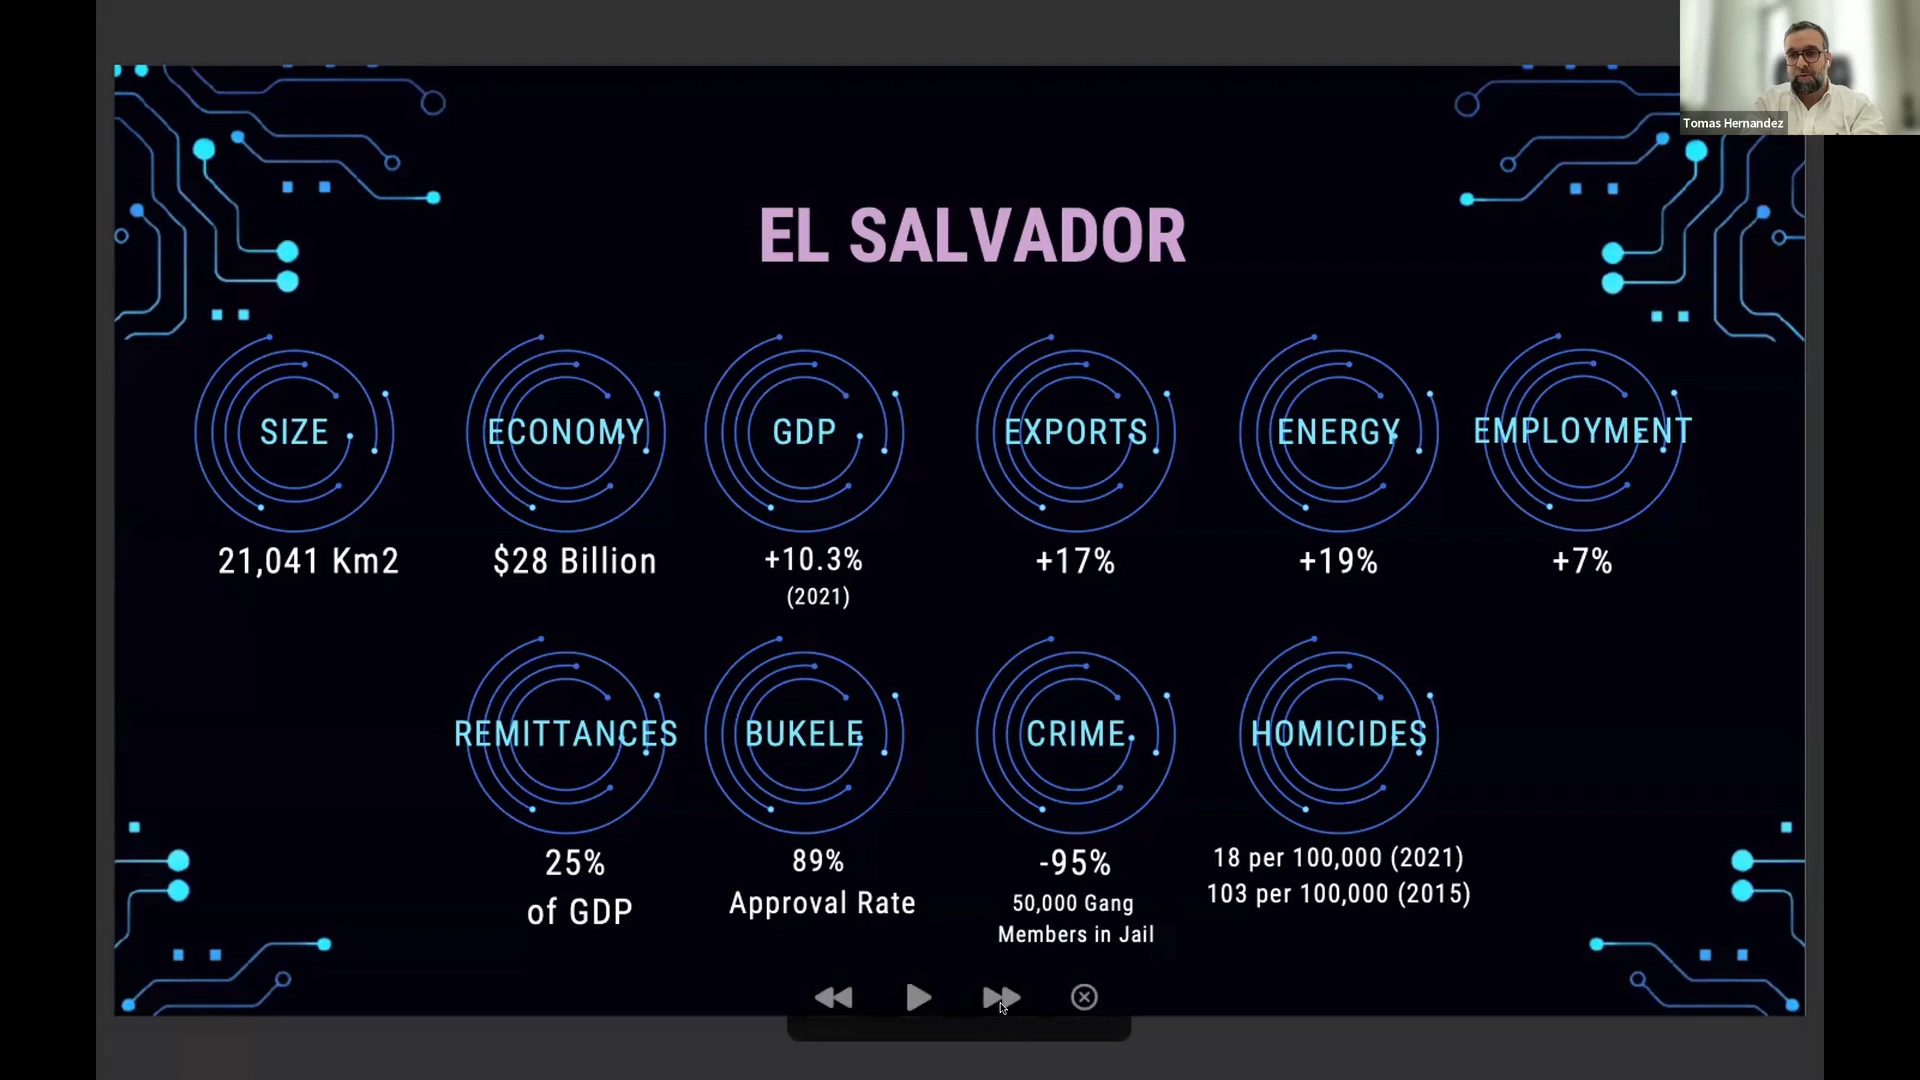 Tomas Hernandez
EL SALVADOR
SIZE
21,041 Km2
ECONOMY
$28 Billion
GDP
+10.3%
(2021)
EXPORTS
+17%
ENERGY
+19%
EMPLOYMENT
+7%
REMITTANCES
25%
of GDP
BUKELE
89%
Approval Rate
CRIME
-95%
50,000 Gang
Members in Jail
HOMICIDES
18 per 100,000 (2021)
103 per 100,000 (2015)